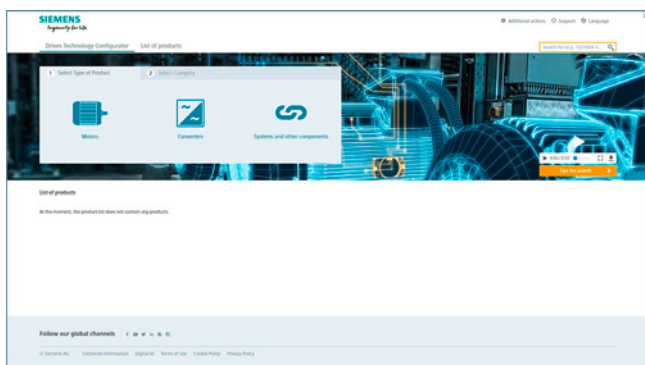 SIEMENS
Ingenuity for life
Additional actions Support Language
Drives Technology Configurator List of products
1 Select Type of Product 2 Select Category
Motors Converters Systems and other components
Tips for search
List of products
At the moment, the product list does not contain any products.
Follow our global channels
© Siemens AG Corporate Information Digital ID Terms of use Cookie Policy Privacy Policy